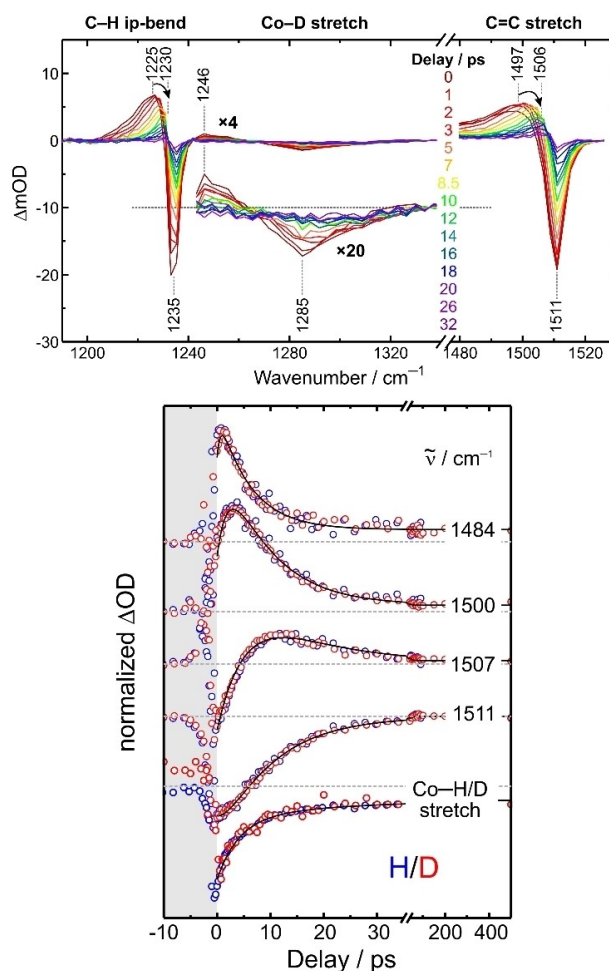 C–H ip-bend Co–D stretch C=C stretch
1225
1230
1246
1497
1506
Delay / ps
0
1
2
3
5
7
8.5
10
12
14
16
18
20
26
32
×4
×20
1235
1285
1511
10
0
-10
-20
-30
ΔmOD
1200 1240 1280 1320 1480 1500 1520
Wavenumber / cm⁻¹
ṽ / cm⁻¹
1484
1500
1507
1511
Co–H/D
stretch
H/D
normalized ΔOD
-10 0 10 20 30 200 400
Delay / ps